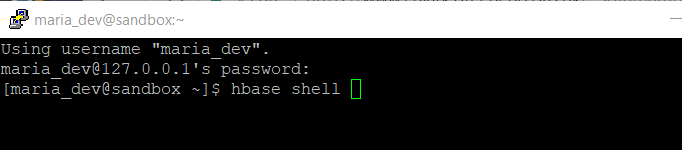 maria_dev@sandbox:~
Using username "maria_dev".
maria_dev@127.0.0.1's password:
[maria_dev@sandbox ~]$ hbase shell